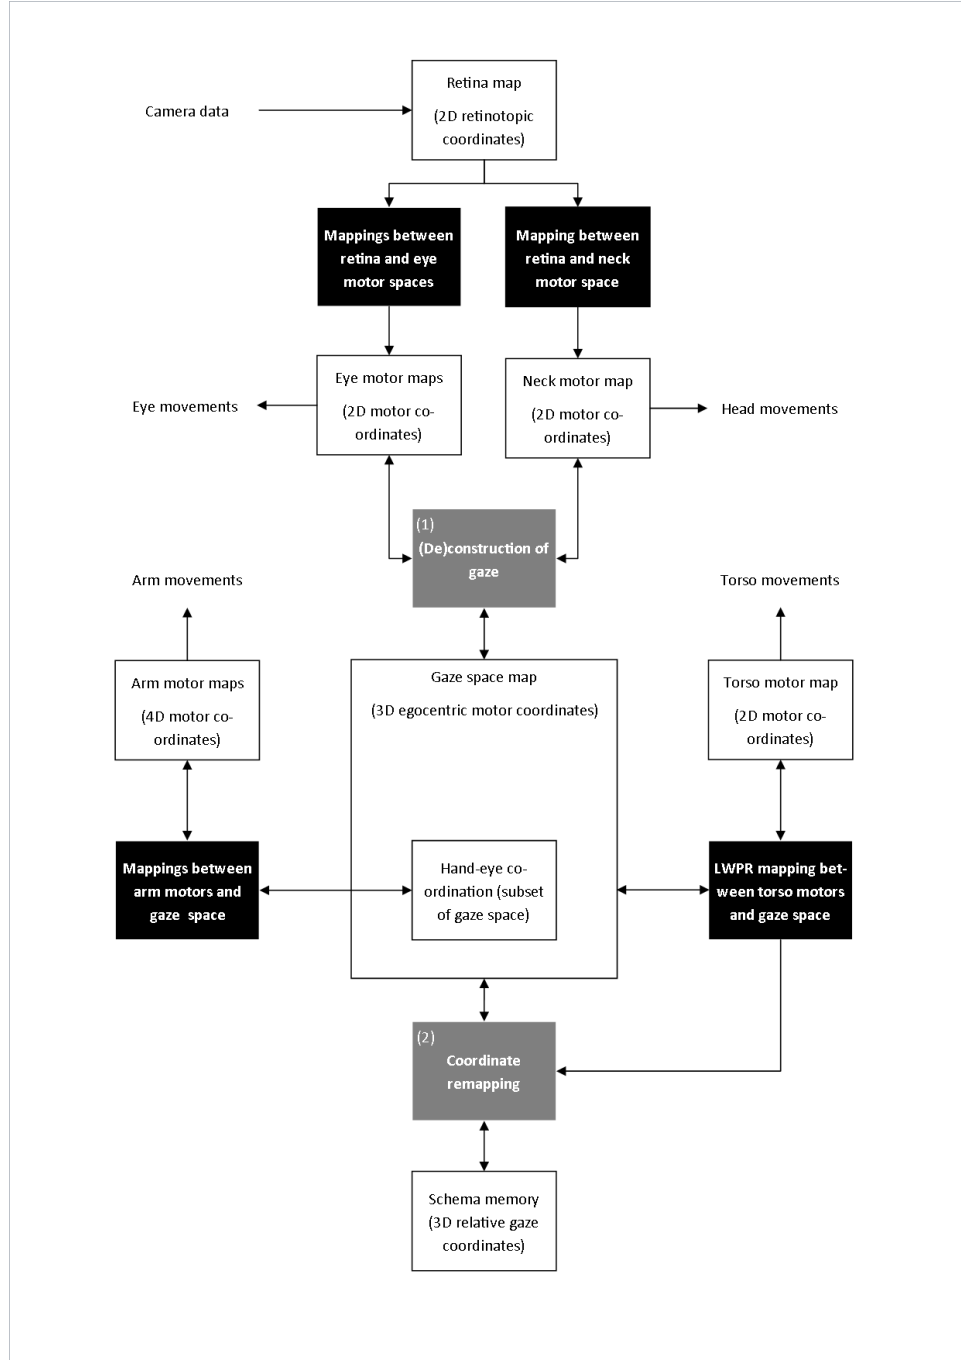 Retina map
(2D retinotopic
coordinates)
Camera data
Mappings between
retina and eye
motor spaces
Mapping between
retina and neck
motor space
Eye motor maps
(2D motor co-
ordinates)
Neck motor map
(2D motor co-
ordinates)
Eye movements
Head movements
(1)
(De)construction of
gaze
Arm movements
Torso movements
Arm motor maps
(4D motor co-
ordinates)
Gaze space map
(3D egocentric motor coordinates)
Torso motor map
(2D motor co-
ordinates)
Mappings between
arm motors and
gaze space
Hand-eye co-
ordination (subset
of gaze space)
LWPR mapping bet-
ween torso motors
and gaze space
(2)
Coordinate
remapping
Schema memory
(3D relative gaze
coordinates)